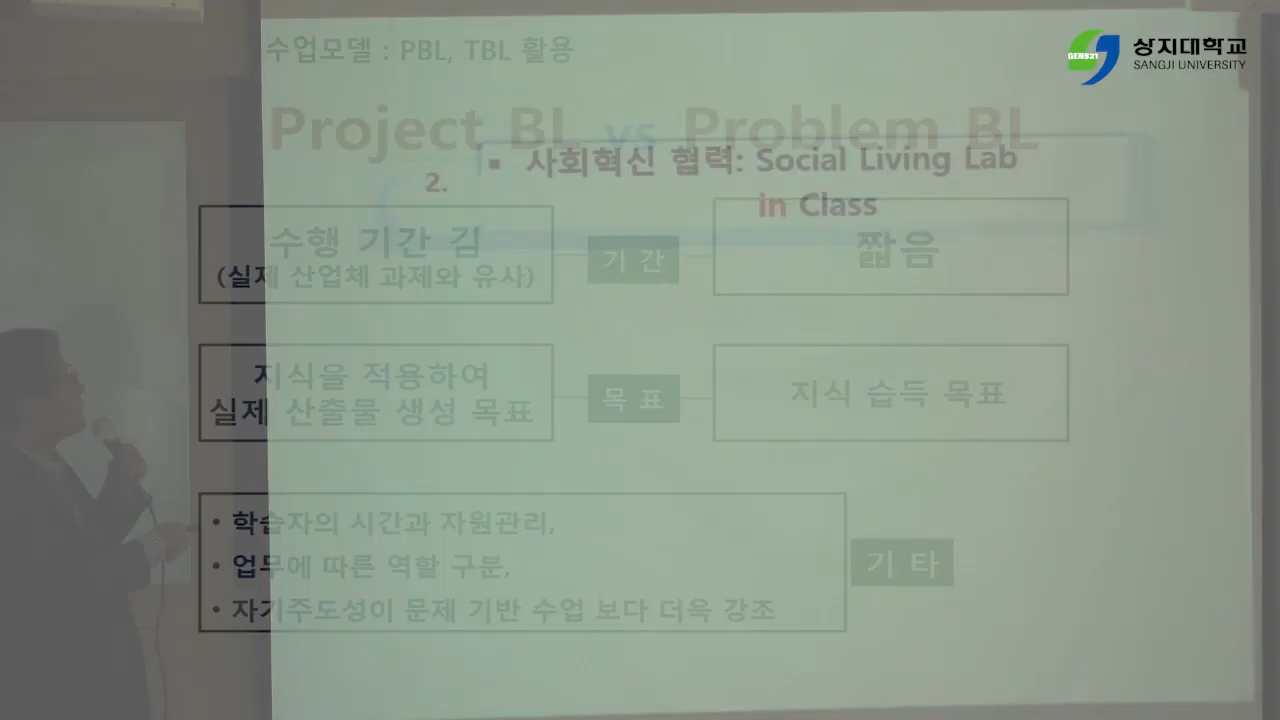 수업모델 : PBL, TBL 활용
GENS21
상지대학교
SANGJI UNIVERSITY
Project BL vs Problem BL
2.
▪ 사회혁신 협력: Social Living Lab
in Class
수행 기간 김
(실제 산업체 과제와 유사)
기 간
짧음
지식을 적용하여
실제 산출물 생성 목표
목 표
지식 습득 목표
• 학습자의 시간과 자원관리,
• 업무에 따른 역할 구분,
• 자기주도성이 문제 기반 수업 보다 더욱 강조
기 타